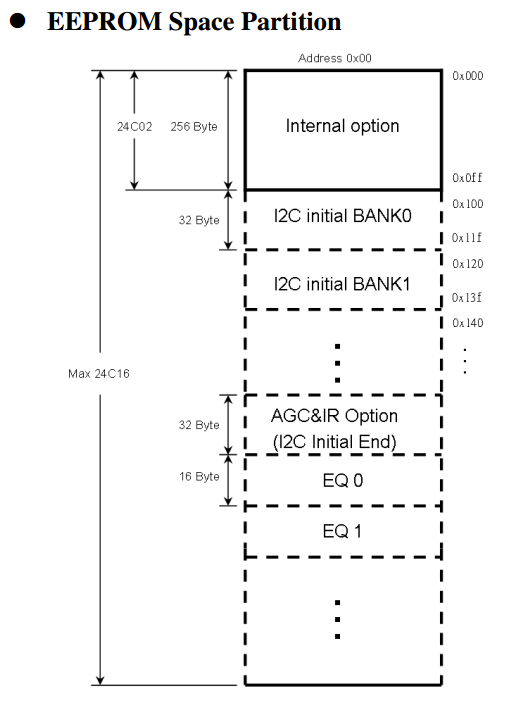 ● EEPROM Space Partition
Address 0x00
0x000
24C02
256 Byte
Internal option
0x0ff
0x100
32 Byte
I2C initial BANK0
0x11f
0x120
I2C initial BANK1
0x13f
0x140
Max 24C16
32 Byte
AGC&IR Option
(I2C Initial End)
16 Byte
EQ 0
EQ 1